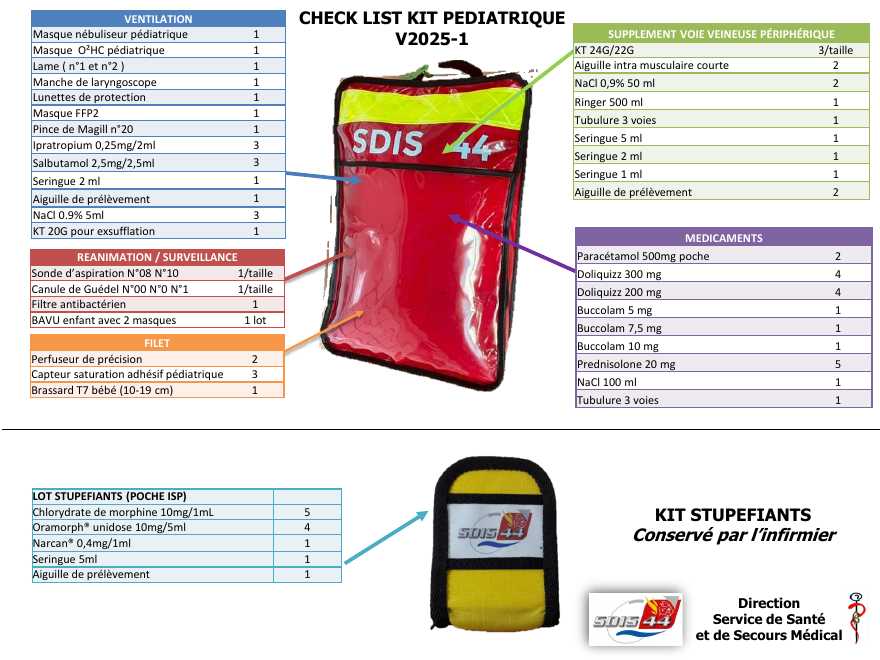 CHECK LIST KIT PEDIATRIQUE
V2025-1
VENTILATION
Masque nébuliseur pédiatrique 1
Masque O²HC pédiatrique 1
Lame ( n°1 et n°2 ) 1
Manche de laryngoscope 1
Lunettes de protection 1
Masque FFP2 1
Pince de Magill n°20 1
Ipratropium 0,25mg/2ml 3
Salbutamol 2,5mg/2,5ml 3
Seringue 2 ml 1
Aiguille de prélèvement 1
NaCl 0.9% 5ml 3
KT 20G pour exsufflation 1
REANIMATION / SURVEILLANCE
Sonde d’aspiration N°08 N°10 1/taille
Canule de Guédel N°00 N°0 N°1 1/taille
Filtre antibactérien 1
BAVU enfant avec 2 masques 1 lot
FILET
Perfuseur de précision 2
Capteur saturation adhésif pédiatrique 3
Brassard T7 bébé (10-19 cm) 1
SDIS 44
SUPPLEMENT VOIE VEINEUSE PÉRIPHÉRIQUE
KT 24G/22G 3/taille
Aiguille intra musculaire courte 2
NaCl 0,9% 50 ml 2
Ringer 500 ml 1
Tubulure 3 voies 1
Seringue 5 ml 1
Seringue 2 ml 1
Seringue 1 ml 1
Aiguille de prélèvement 2
MEDICAMENTS
Paracétamol 500mg poche 2
Doliquizz 300 mg 4
Doliquizz 200 mg 4
Buccolam 5 mg 1
Buccolam 7,5 mg 1
Buccolam 10 mg 1
Prednisolone 20 mg 5
NaCl 100 ml 1
Tubulure 3 voies 1
LOT STUPEFIANTS (POCHE ISP)
Chlorydrate de morphine 10mg/1mL 5
Oramorph® unidose 10mg/5ml 4
Narcan® 0,4mg/1ml 1
Seringue 5ml 1
Aiguille de prélèvement 1
SDIS 44
KIT STUPEFIANTS
Conservé par l’infirmier
SDIS 44
Direction
Service de Santé
et de Secours Médical